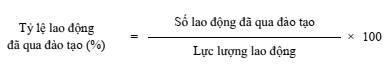 Tỷ lệ lao động
đã qua đào tạo (%)
=
Số lao động đã qua đào tạo
Lực lượng lao động
× 100